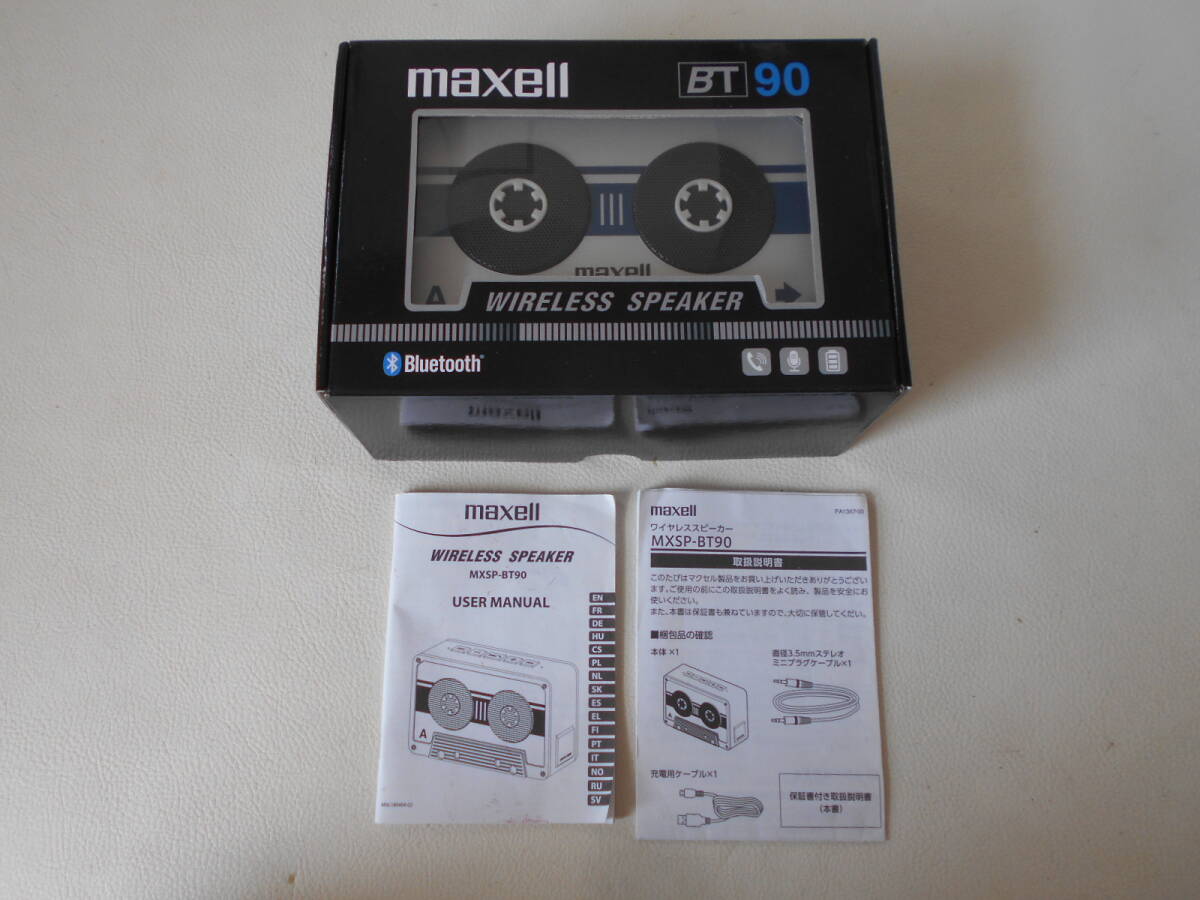 maxell
BT 90
maxell
A
WIRELESS SPEAKER
Bluetooth®
maxell
WIRELESS SPEAKER
MXSP-BT90
USER MANUAL
EN
FR
DE
HU
CS
PL
NL
SK
ES
EL
FI
PT
IT
NO
RU
SV
A
maxell
ワイヤレススピーカー
MXSP-BT90
取扱説明書
このたびはマクセル製品をお買い上げいただきありがとうござい
ます。ご使用の前にこの取扱説明書をよく読み、製品を安全にお
使いください。
また、本書は保証書も兼ねていますので、大切に保管してください。
■梱包品の確認
本体 ×1
直径3.5mmステレオ
ミニプラグケーブル×1
充電用ケーブル×1
保証書付き取扱説明書
（本書）